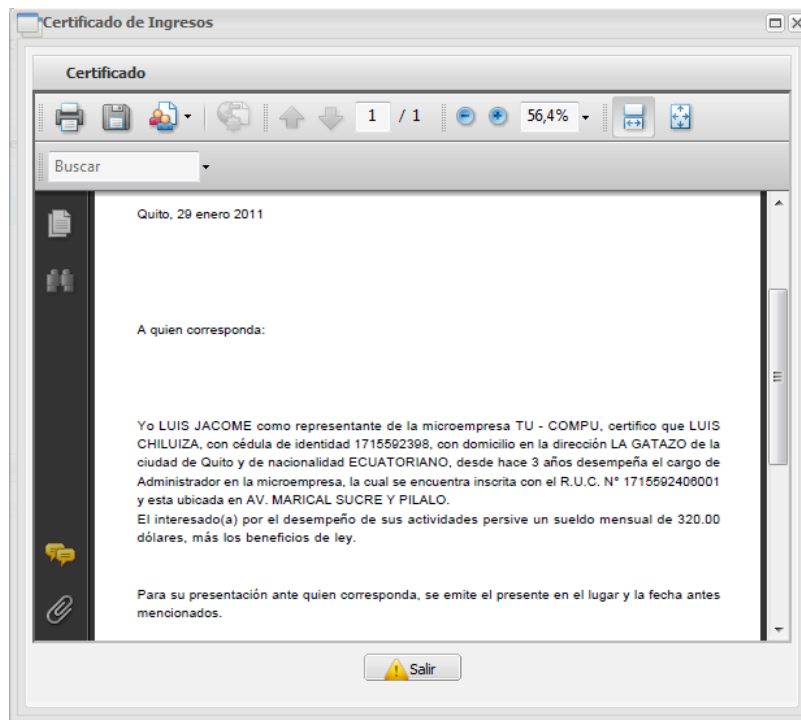 Certificado de Ingresos
Certificado
1 / 1
56,4%
Buscar
Quito, 29 enero 2011
A quien corresponda:
Yo LUIS JACOME como representante de la microempresa TU - COMPU, certifico que LUIS
CHILUIZA, con cédula de identidad 1715592398, con domicilio en la dirección LA GATAZO de la
ciudad de Quito y de nacionalidad ECUATORIANO, desde hace 3 años desempeña el cargo de
Administrador en la microempresa, la cual se encuentra inscrita con el R.U.C. N° 1715592406001
y esta ubicada en AV. MARICAL SUCRE Y PILALO.
El interesado(a) por el desempeño de sus actividades persive un sueldo mensual de 320.00
dólares, más los beneficios de ley.
Para su presentación ante quien corresponda, se emite el presente en el lugar y la fecha antes
mencionados.
Salir